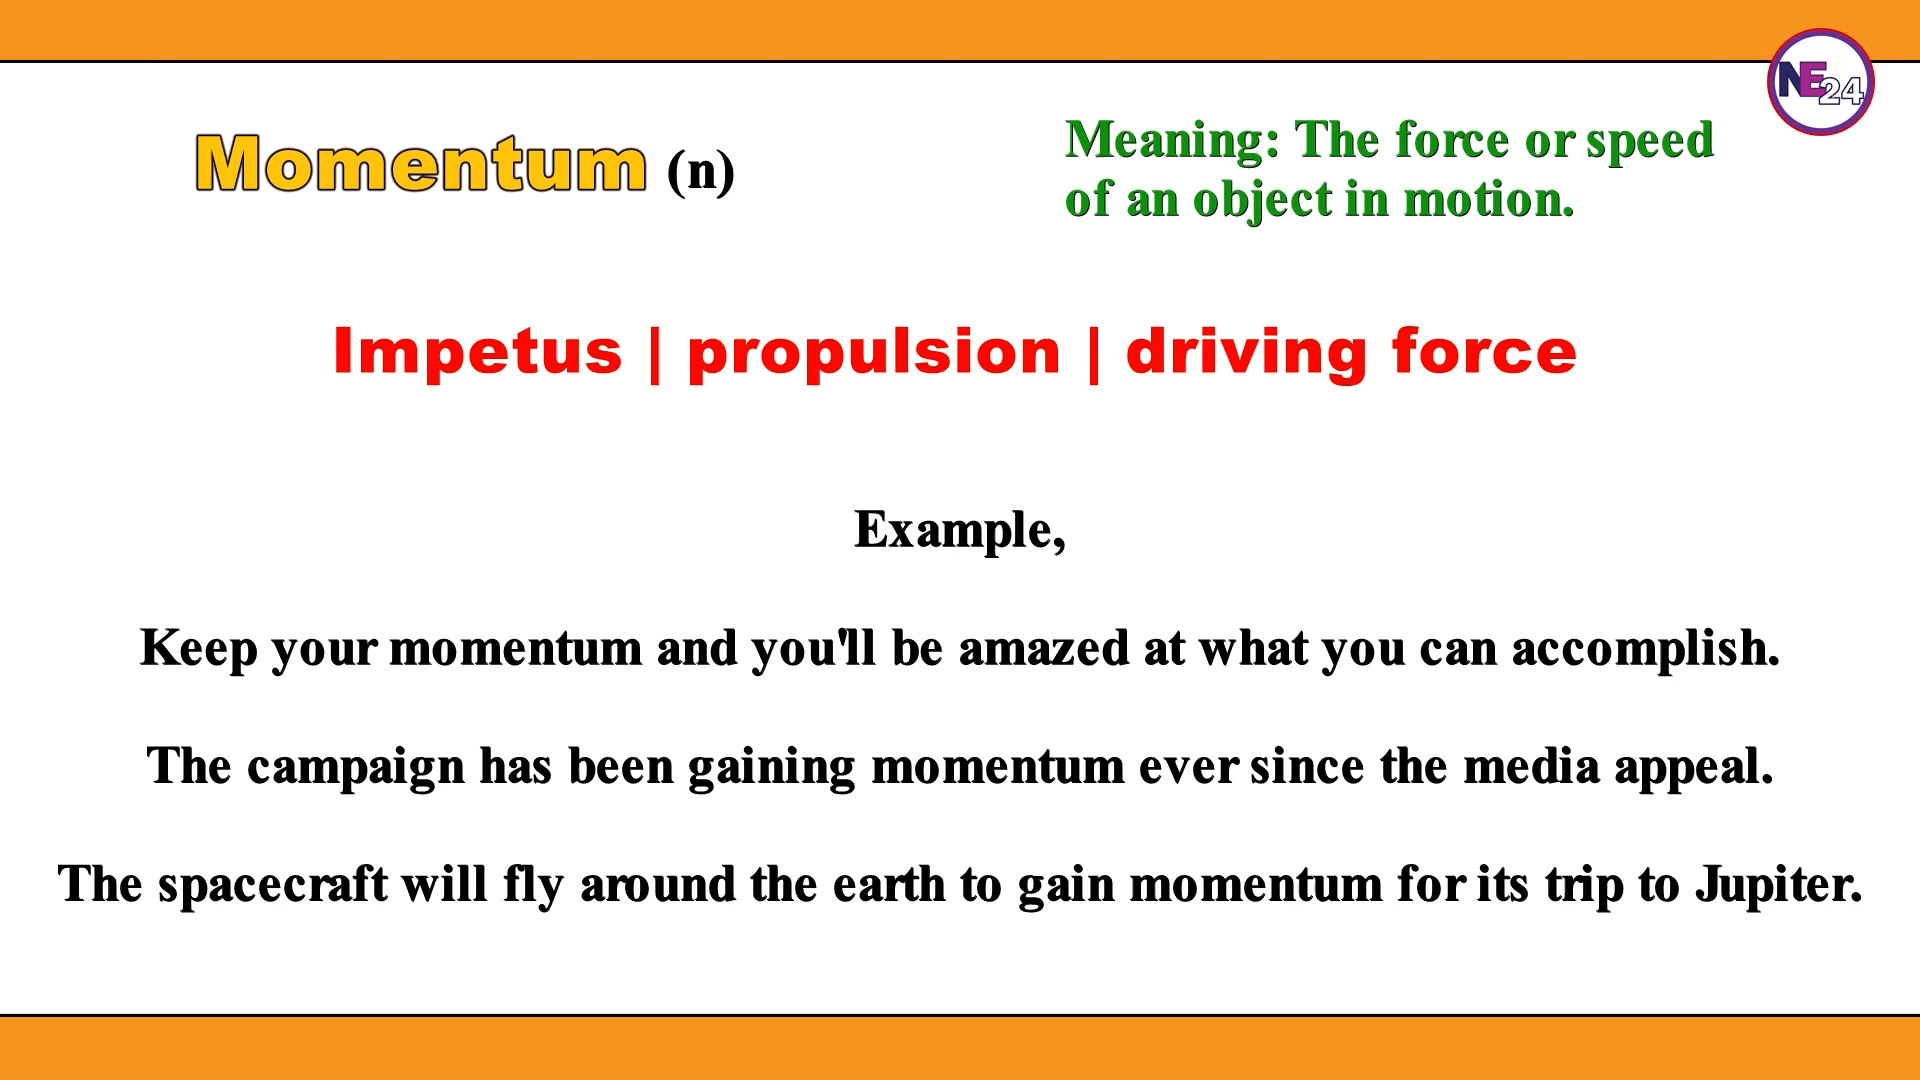 NE24
Momentum (n)
Meaning: The force or speed
of an object in motion.
Impetus | propulsion | driving force
Example,
Keep your momentum and you'll be amazed at what you can accomplish.
The campaign has been gaining momentum ever since the media appeal.
The spacecraft will fly around the earth to gain momentum for its trip to Jupiter.